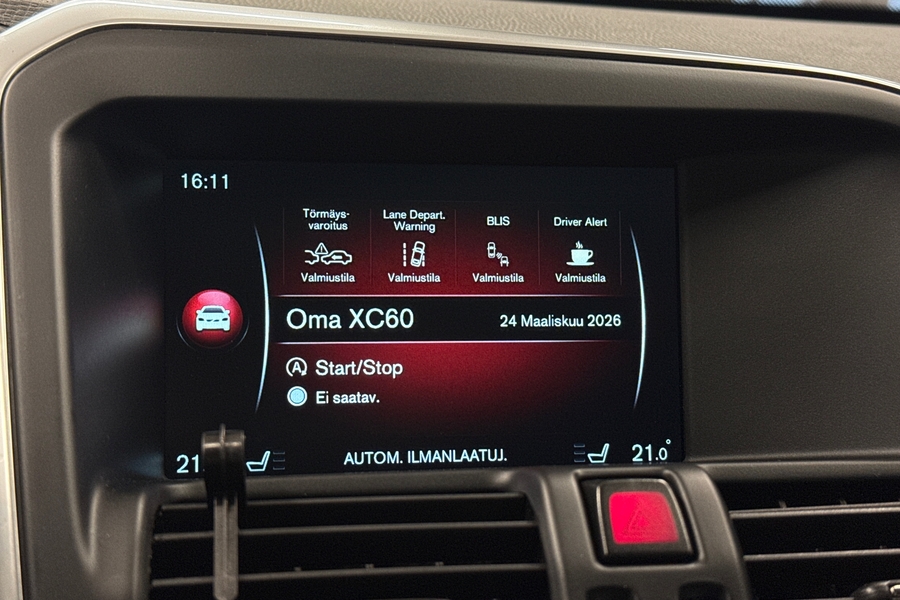 16:11
Törmäys-
varoitus
Lane Depart.
Warning
BLIS
Driver Alert
Valmiustila
Valmiustila
Valmiustila
Valmiustila
Oma XC60
24 Maaliskuu 2026
A Start/Stop
Ei saatav.
21
AUTOM. ILMANLAATUJ.
21.0°